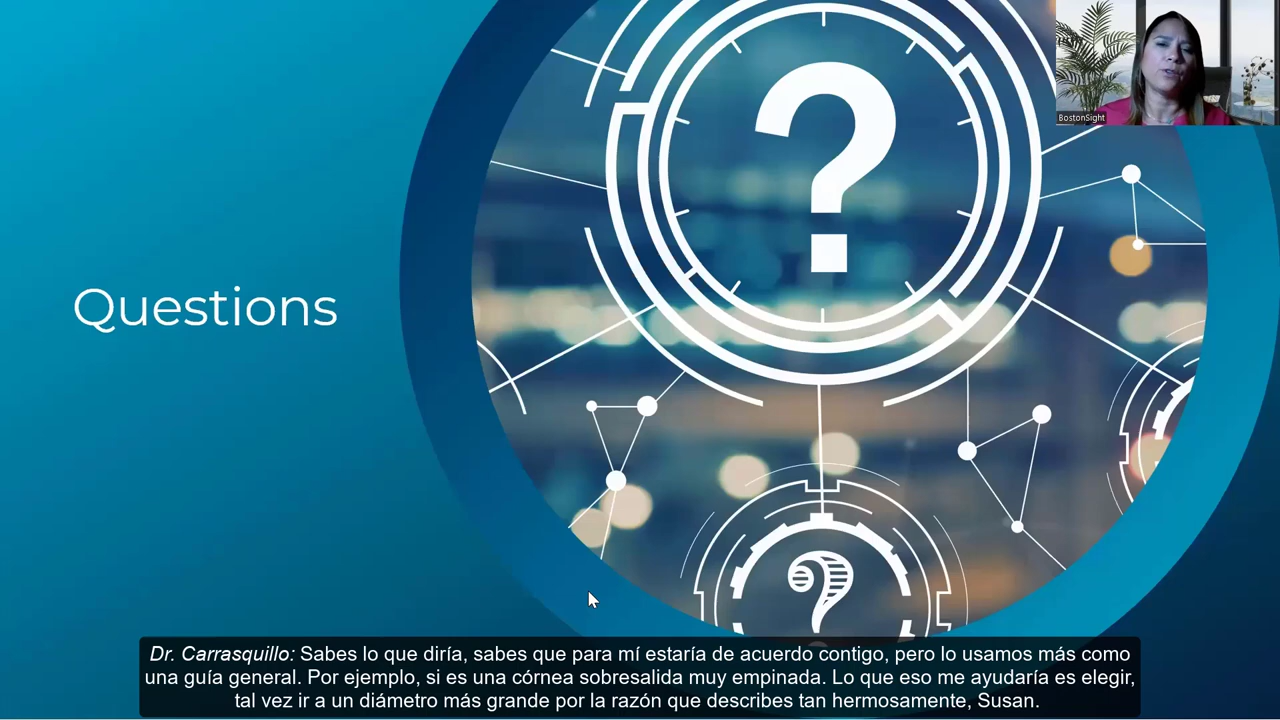 BostonSight
Questions
Dr. Carrasquillo: Sabes lo que diría, sabes que para mí estaría de acuerdo contigo, pero lo usamos más como
una guía general. Por ejemplo, si es una córnea sobresalida muy empinada. Lo que eso me ayudaría es elegir,
tal vez ir a un diámetro más grande por la razón que describes tan hermosamente, Susan.